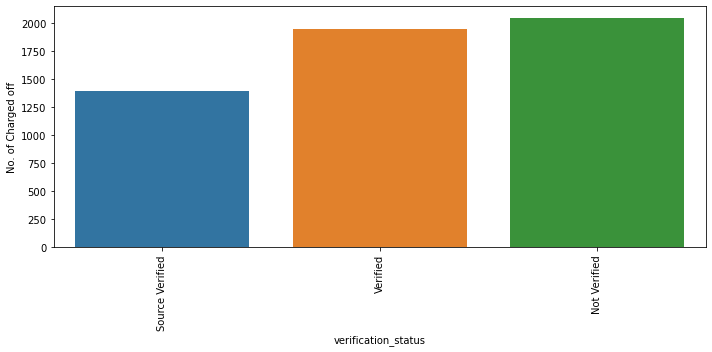 No. of Charged off
2000
1750
1500
1250
1000
750
500
250
0
Source Verified
Verified
Not Verified
verification_status